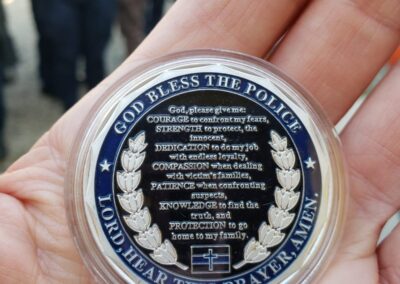 GOD BLESS THE POLICE
God, please give me:
COURAGE to confront my fears,
STRENGTH to protect, the
innocent,
DEDICATION to do my job
with endless loyalty,
COMPASSION when dealing
with victim's families,
PATIENCE when confronting
suspects,
KNOWLEDGE to find the
truth, and
PROTECTION to go
home to my family.
LORD, HEAR THIS PRAYER, AMEN.